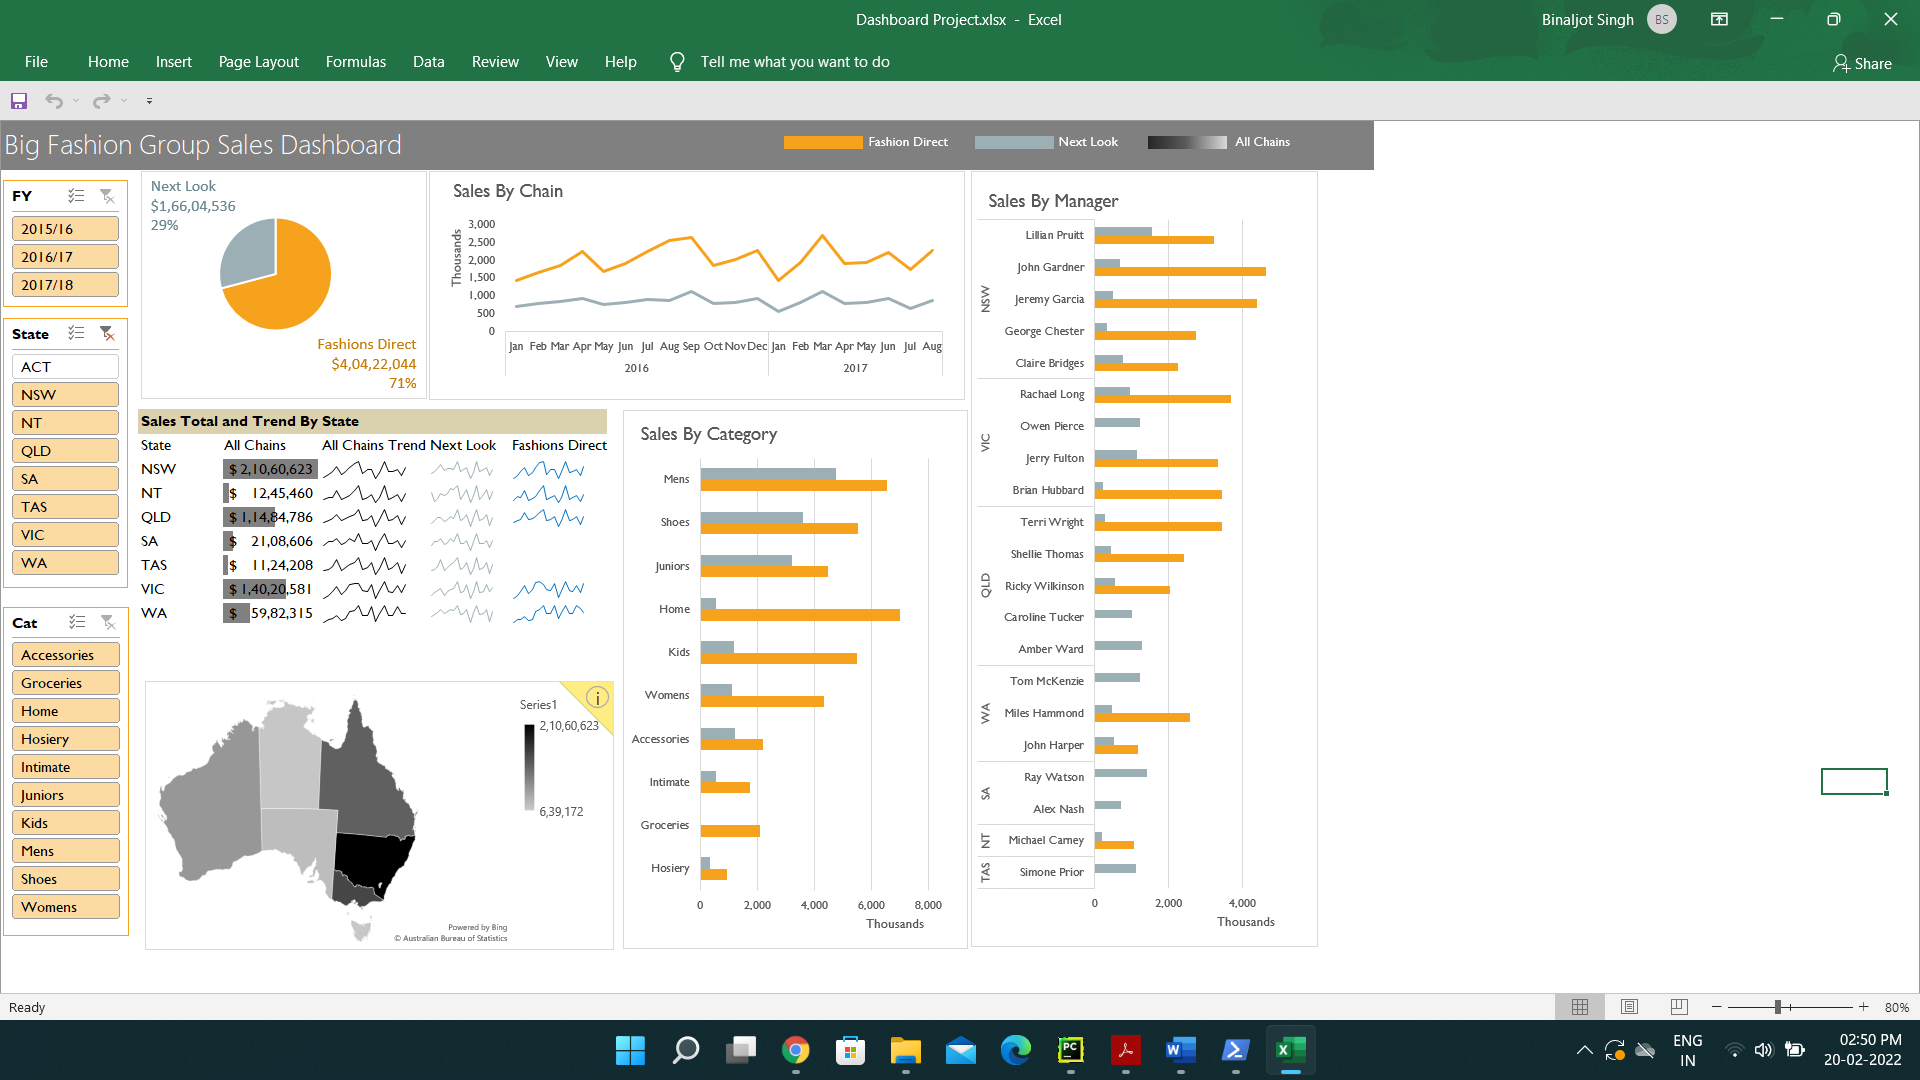 Dashboard Project.xlsx - Excel
Binaljot Singh
BS
File Home Insert Page Layout Formulas Data Review View Help Tell me what you want to do
Share
Big Fashion Group Sales Dashboard
Fashion Direct
Next Look
All Chains
FY
2015/16
2016/17
2017/18
State
ACT
NSW
NT
QLD
SA
TAS
VIC
WA
Cat
Accessories
Groceries
Home
Hosiery
Intimate
Juniors
Kids
Mens
Shoes
Womens
Next Look
$1,66,04,536
29%
Fashions Direct
$4,04,22,044
71%
Sales By Chain
Thousands
3,000
2,500
2,000
1,500
1,000
500
0
Jan Feb Mar Apr May Jun Jul Aug Sep Oct Nov Dec Jan Feb Mar Apr May Jun Jul Aug
2016 2017
Sales Total and Trend By State
State All Chains All Chains Trend Next Look Fashions Direct
NSW $ 2,10,60,623
NT $ 12,45,460
QLD $ 1,14,84,786
SA $ 21,08,606
TAS $ 11,24,208
VIC $ 1,40,20,581
WA $ 59,82,315
Series1
2,10,60,623
6,39,172
Powered by Bing
© Australian Bureau of Statistics
Sales By Category
Mens
Shoes
Juniors
Home
Kids
Womens
Accessories
Intimate
Groceries
Hosiery
0 2,000 4,000 6,000 8,000
Thousands
Sales By Manager
NSW
Lillian Pruitt
John Gardner
Jeremy Garcia
George Chester
Claire Bridges
VIC
Rachael Long
Owen Pierce
Jerry Fulton
Brian Hubbard
QLD
Terri Wright
Shellie Thomas
Ricky Wilkinson
Caroline Tucker
Amber Ward
WA
Tom McKenzie
Miles Hammond
John Harper
SA
Ray Watson
Alex Nash
NT
Michael Carney
TAS
Simone Prior
0 2,000 4,000
Thousands
Ready
80%
PC
W
X
ENG
IN
02:50 PM
20-02-2022